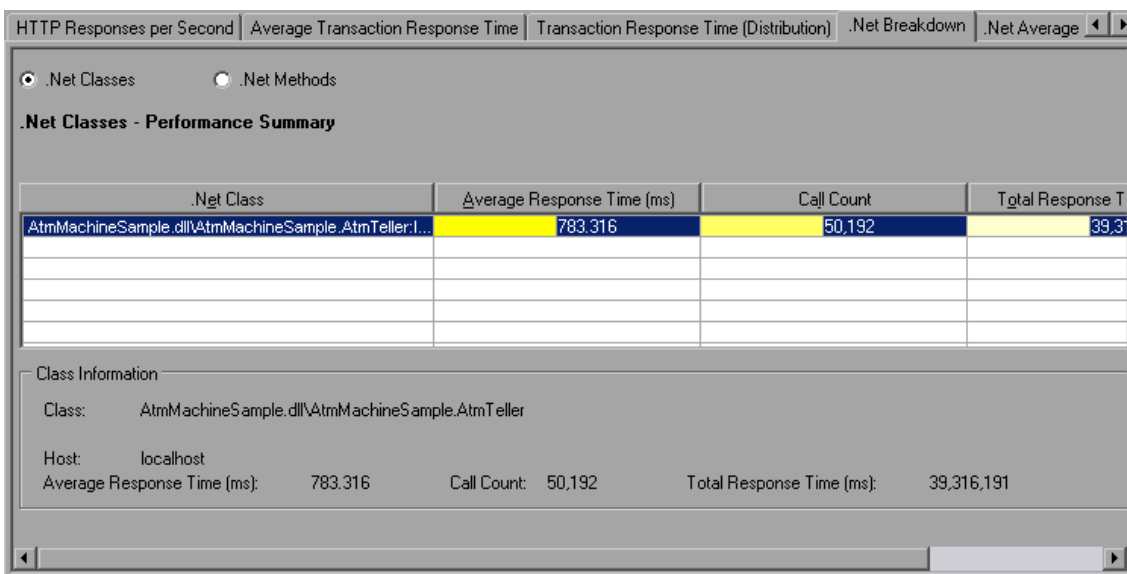 HTTP Responses per Second Average Transaction Response Time Transaction Response Time (Distribution) .Net Breakdown .Net Average
.Net Classes .Net Methods
.Net Classes - Performance Summary
.Net Class Average Response Time (ms) Call Count Total Response T
AtmMachineSample.dll\AtmMachineSample.AtmTeller:l... 783.316 50,192 39,31
Class Information
Class: AtmMachineSample.dll\AtmMachineSample.AtmTeller
Host: localhost
Average Response Time (ms): 783.316 Call Count: 50,192 Total Response Time (ms): 39,316,191